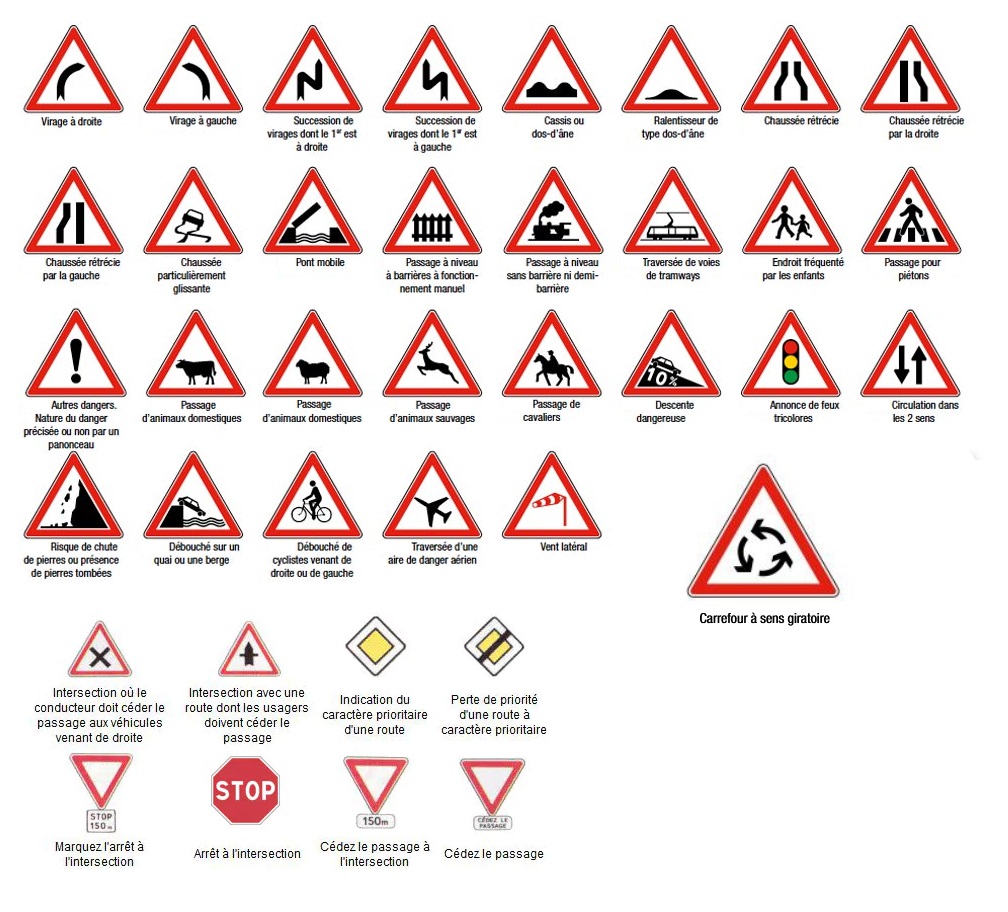 Virage à droite
Virage à gauche
Succession de
virages dont le 1er est
à droite
Succession de
virages dont le 1er est
à gauche
Cassis ou
dos-d'âne
Ralentisseur de
type dos-d'âne
Chaussée rétrécie
Chaussée rétrécie
par la droite
Chaussée rétrécie
par la gauche
Chaussée
particulièrement
glissante
Pont mobile
Passage à niveau
à barrières à fonction-
nement manuel
Passage à niveau
sans barrière ni demi-
barrière
Traversée de voies
de tramways
Endroit fréquenté
par les enfants
Passage pour
piétons
Autres dangers.
Nature du danger
précisée ou non par un
panonceau
Passage
d'animaux domestiques
Passage
d'animaux domestiques
Passage
d'animaux sauvages
Passage de
cavaliers
10%
Descente
dangereuse
Annonce de feux
tricolores
Circulation dans
les 2 sens
Risque de chute
de pierres ou présence
de pierres tombées
Débouché sur un
quai ou une berge
Débouché de
cyclistes venant de
droite ou de gauche
Traversée d'une
aire de danger aérien
Vent latéral
Carrefour à sens giratoire
Intersection où le
conducteur doit céder le
passage aux véhicules
venant de droite
Intersection avec une
route dont les usagers
doivent céder le
passage
Indication du
caractère prioritaire
d'une route
Perte de priorité
d'une route à
caractère prioritaire
STOP
150m
Marquez l'arrêt à
l'intersection
STOP
Arrêt à l'intersection
150m
Cédez le passage à
l'intersection
CÉDEZ LE
PASSAGE
Cédez le passage